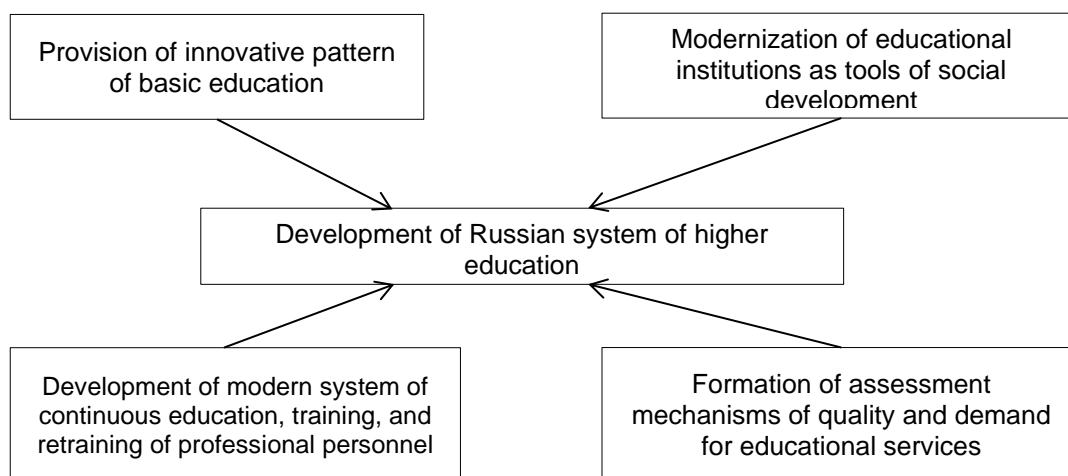 Provision of innovative pattern
of basic education
Modernization of educational
institutions as tools of social
development
Development of Russian system of higher
education
Development of modern system of
continuous education, training, and
retraining of professional personnel
Formation of assessment
mechanisms of quality and demand
for educational services